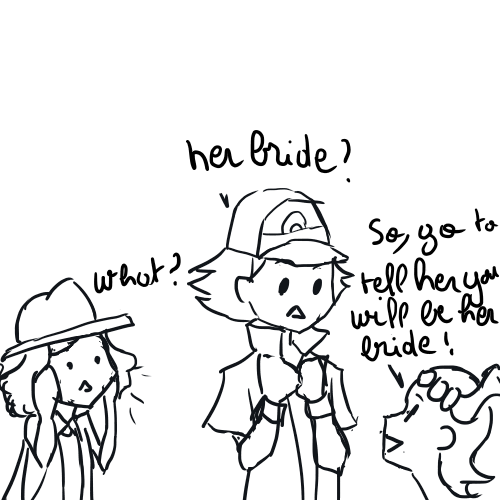 her bride?
what?
So, go to
tell her you
will be her
bride!